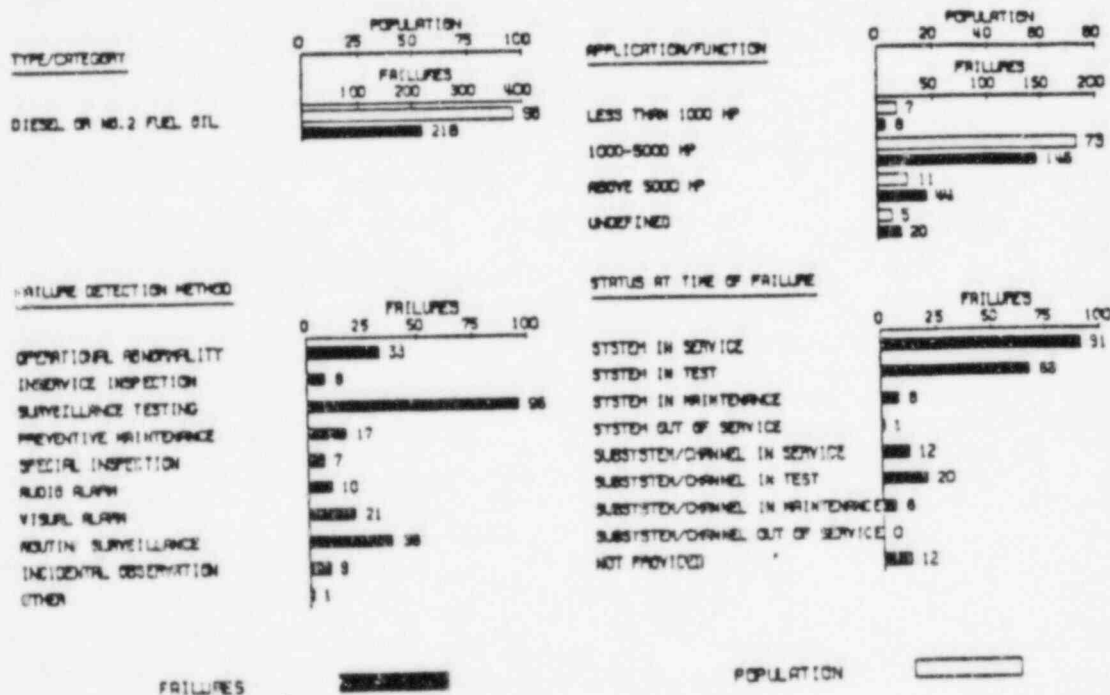 POPULATION
0 25 50 75 100
TYPE/CATEGORY
FAILURES
100 200 300 400
DIESEL OR NO.2 FUEL OIL
96
218
POPULATION
0 20 40 60 80
APPLICATION/FUNCTION
FAILURES
50 100 150 200
LESS THAN 1000 HP
7
8
1000-5000 HP
73
146
ABOVE 5000 HP
11
44
UNDEFINED
5
20
FAILURE DETECTION METHOD
FAILURES
0 25 50 75 100
OPERATIONAL ABNORMALITY 33
INSERVICE INSPECTION
SURVEILLANCE TESTING
PREVENTIVE MAINTENANCE 17
SPECIAL INSPECTION 7
AUDIO ALARM 10
VISUAL ALARM 21
ROUTINE SURVEILLANCE
INCIDENTAL OBSERVATION 9
OTHER 1
STATUS AT TIME OF FAILURE
FAILURES
0 25 50 75 100
SYSTEM IN SERVICE 91
SYSTEM IN TEST 68
SYSTEM IN MAINTENANCE 8
SYSTEM OUT OF SERVICE 1
SUBSYSTEM/CHANNEL IN SERVICE 12
SUBSYSTEM/CHANNEL IN TEST 20
SUBSYSTEM/CHANNEL IN MAINTENANCE 6
SUBSYSTEM/CHANNEL OUT OF SERVICE 0
NOT PROVIDED 12
FAILURES
POPULATION